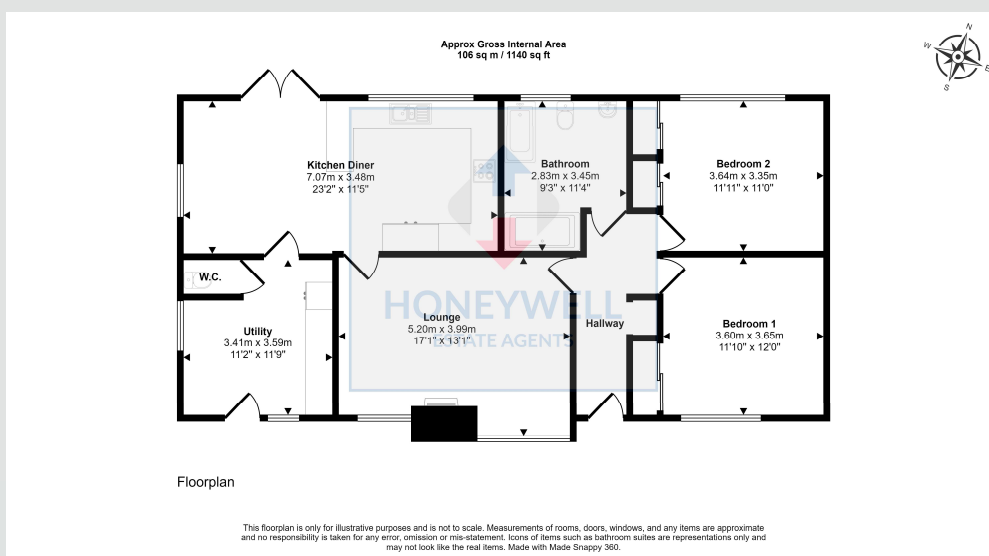 Approx Gross Internal Area
106 sq m / 1140 sq ft
N
W
E
S
Kitchen Diner
7.07m x 3.48m
23'2" x 11'5"
Bathroom
2.83m x 3.45m
9'3" x 11'4"
Bedroom 2
3.64m x 3.35m
11'11" x 11'0"
W.C.
Utility
3.41m x 3.59m
11'2" x 11'9"
HONEYWELL
ESTATE AGENTS
Lounge
5.20m x 3.99m
17'1" x 13'1"
Hallway
Bedroom 1
3.60m x 3.65m
11'10" x 12'0"
Floorplan
This floorplan is only for illustrative purposes and is not to scale. Measurements of rooms, doors, windows, and any items are approximate
and no responsibility is taken for any error, omission or mis-statement. Icons of items such as bathroom suites are representations only and
may not look like the real items. Made with Made Snappy 360.